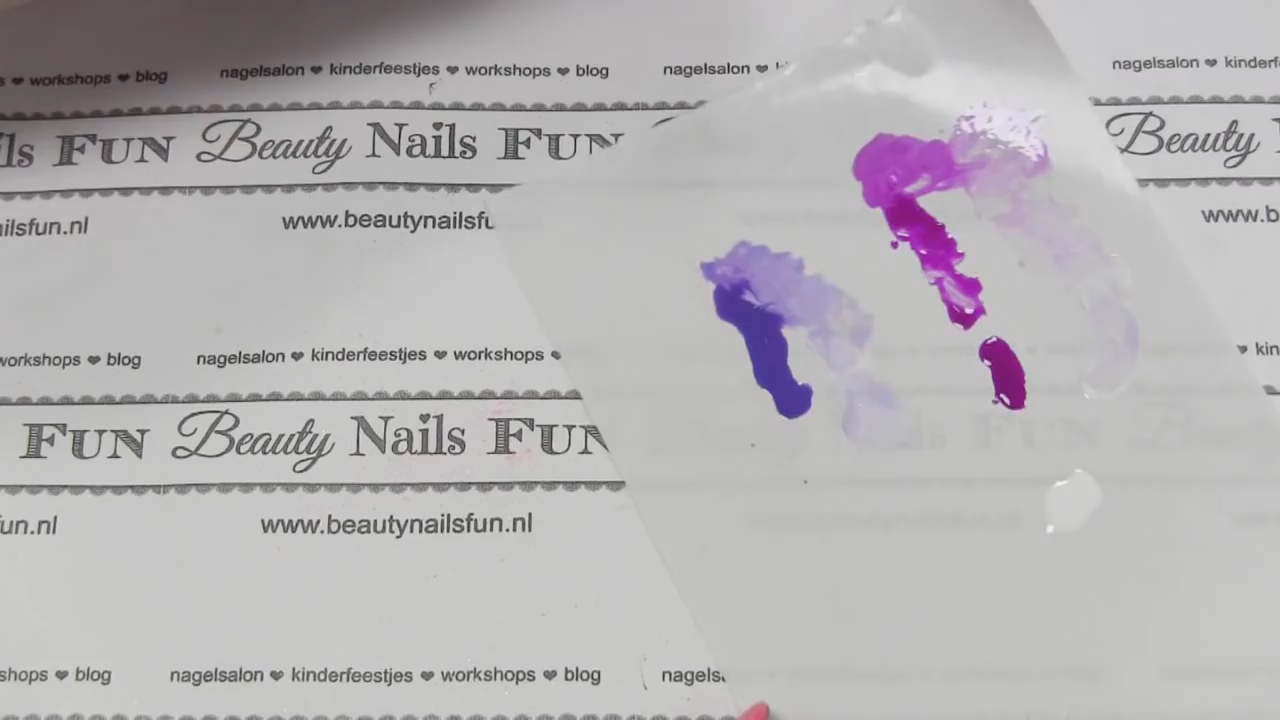 s ❤ workshops ❤ blog nagelsalon ❤ kinderfeestjes ❤ workshops ❤ blog nagelsalon ❤ nagelsalon ❤ kinderf
ils FUN Beauty Nails FUN Beauty
ilsfun.nl www.beautynailsfu www.b
workshops ❤ blog nagelsalon ❤ kinderfeestjes ❤ workshops ❤ ❤ kin
FUN Beauty Nails FUN
un.nl www.beautynailsfun.nl
shops ❤ blog nagelsalon ❤ kinderfeestjes ❤ workshops ❤ blog nagels